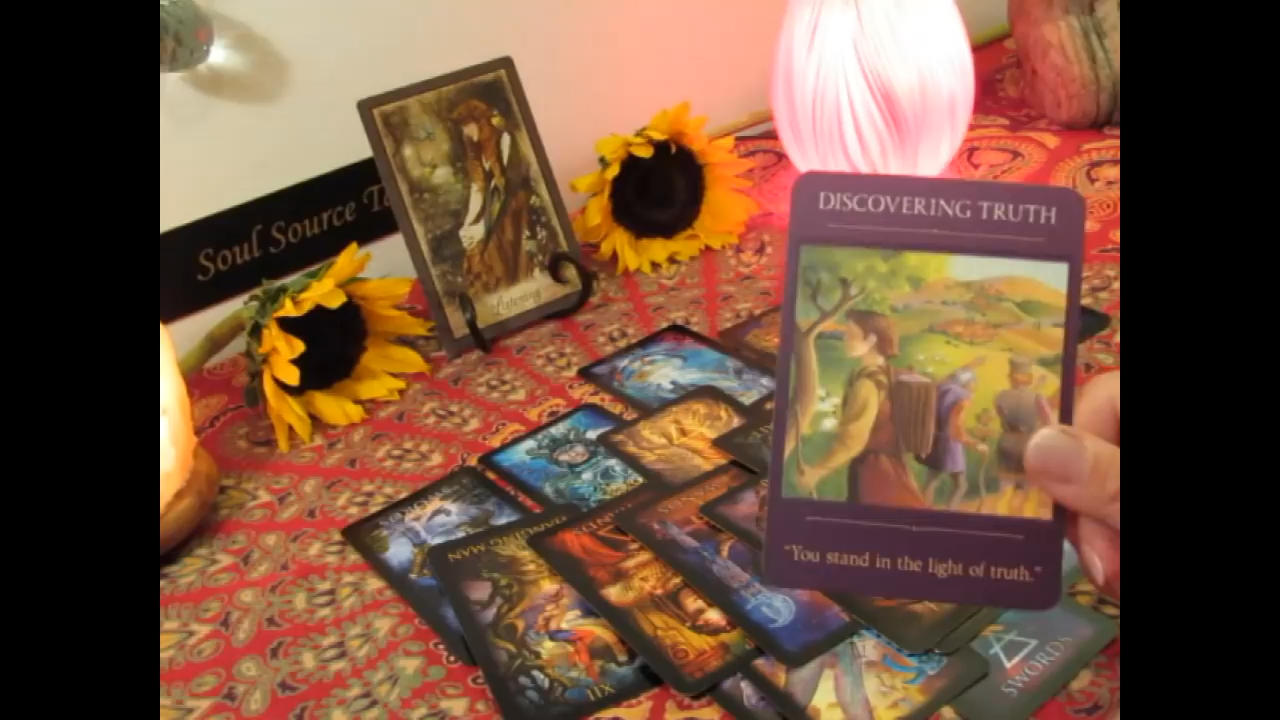 Soul Source
Listening
DISCOVERING TRUTH
"You stand in the light of truth."
HANGING MAN
XII
SWORDS